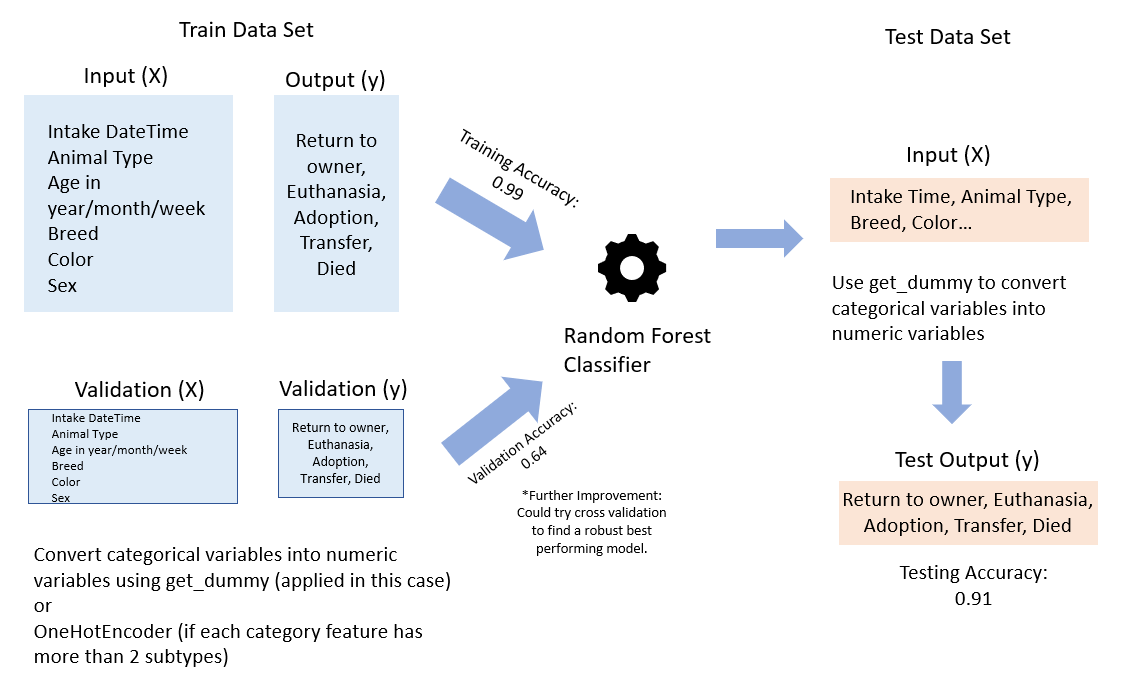 Train Data Set
Input (X)
Intake DateTime
Animal Type
Age in
year/month/week
Breed
Color
Sex
Output (y)
Return to
owner,
Euthanasia,
Adoption,
Transfer,
Died
Training Accuracy:
0.99
Validation (X)
Intake DateTime
Animal Type
Age in year/month/week
Breed
Color
Sex
Validation (y)
Return to owner,
Euthanasia,
Adoption,
Transfer, Died
Validation Accuracy:
0.64
*Further Improvement:
Could try cross validation
to find a robust best
performing model.
Convert categorical variables into numeric
variables using get_dummy (applied in this case)
or
OneHotEncoder (if each category feature has
more than 2 subtypes)
Random Forest
Classifier
Test Data Set
Input (X)
Intake Time, Animal Type,
Breed, Color...
Use get_dummy to convert
categorical variables into
numeric variables
Test Output (y)
Return to owner, Euthanasia,
Adoption, Transfer, Died
Testing Accuracy:
0.91